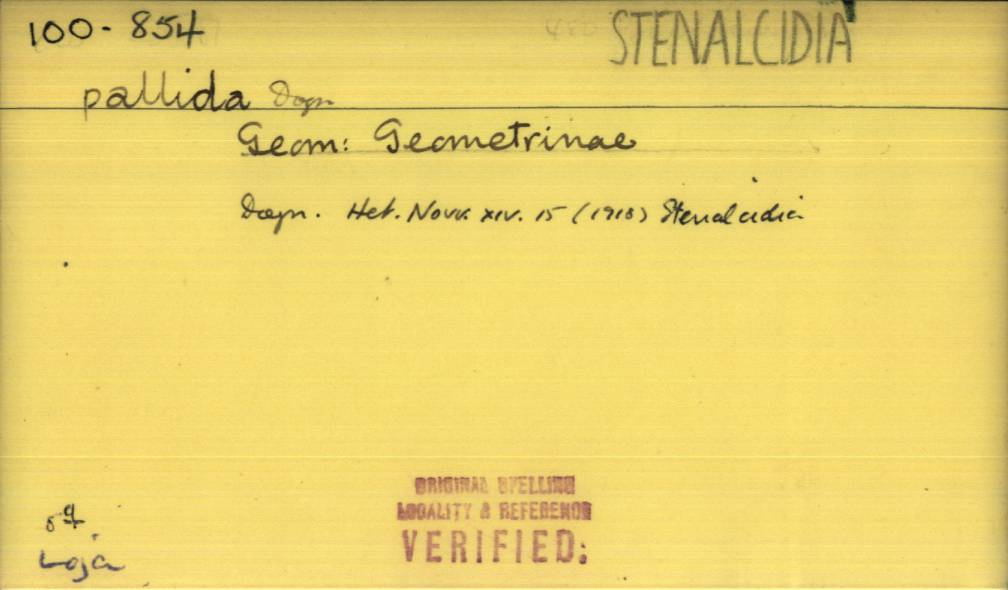 100-854
STENALCIDIA
pallida Dogn
Geom: Geometrinae
Dogn. Het. Nouv. XIV. 15 (1918) Stenalcidia
ORIGINAL SPELLING
LOCALITY & REFERENCE
VERIFIED:
Loja